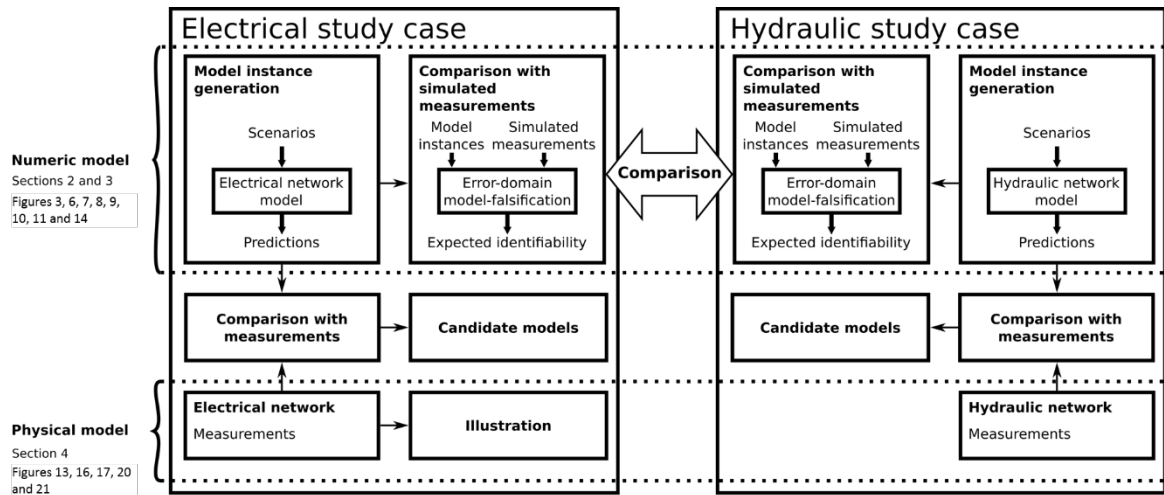 Electrical study case
Hydraulic study case
Numeric model
Sections 2 and 3
Figures 3, 6, 7, 8, 9,
10, 11 and 14
Model instance
generation
Scenarios
Electrical network
model
Predictions
Comparison with
simulated
measurements
Model
instances
Simulated
measurements
Error-domain
model-falsification
Expected identifiability
Comparison
Comparison with
simulated
measurements
Model
instances
Simulated
measurements
Error-domain
model-falsification
Expected identifiability
Model instance
generation
Scenarios
Hydraulic network
model
Predictions
Comparison with
measurements
Candidate models
Candidate models
Comparison with
measurements
Physical model
Section 4
Figures 13, 16, 17, 20
and 21
Electrical network
Measurements
Illustration
Hydraulic network
Measurements